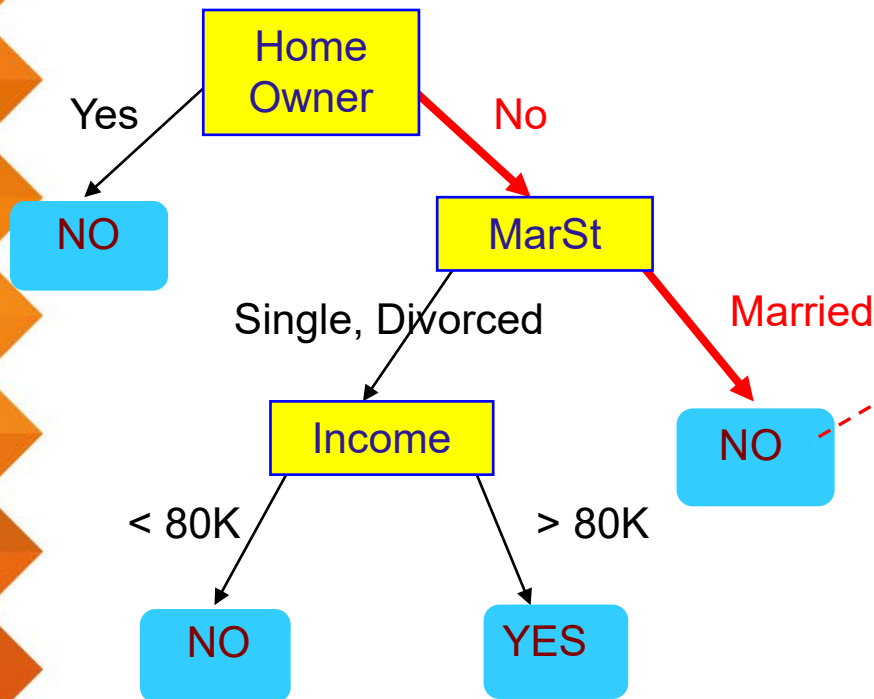 Home
Owner
Yes
No
NO
MarSt
Single, Divorced
Married
Income
NO
< 80K
> 80K
NO
YES